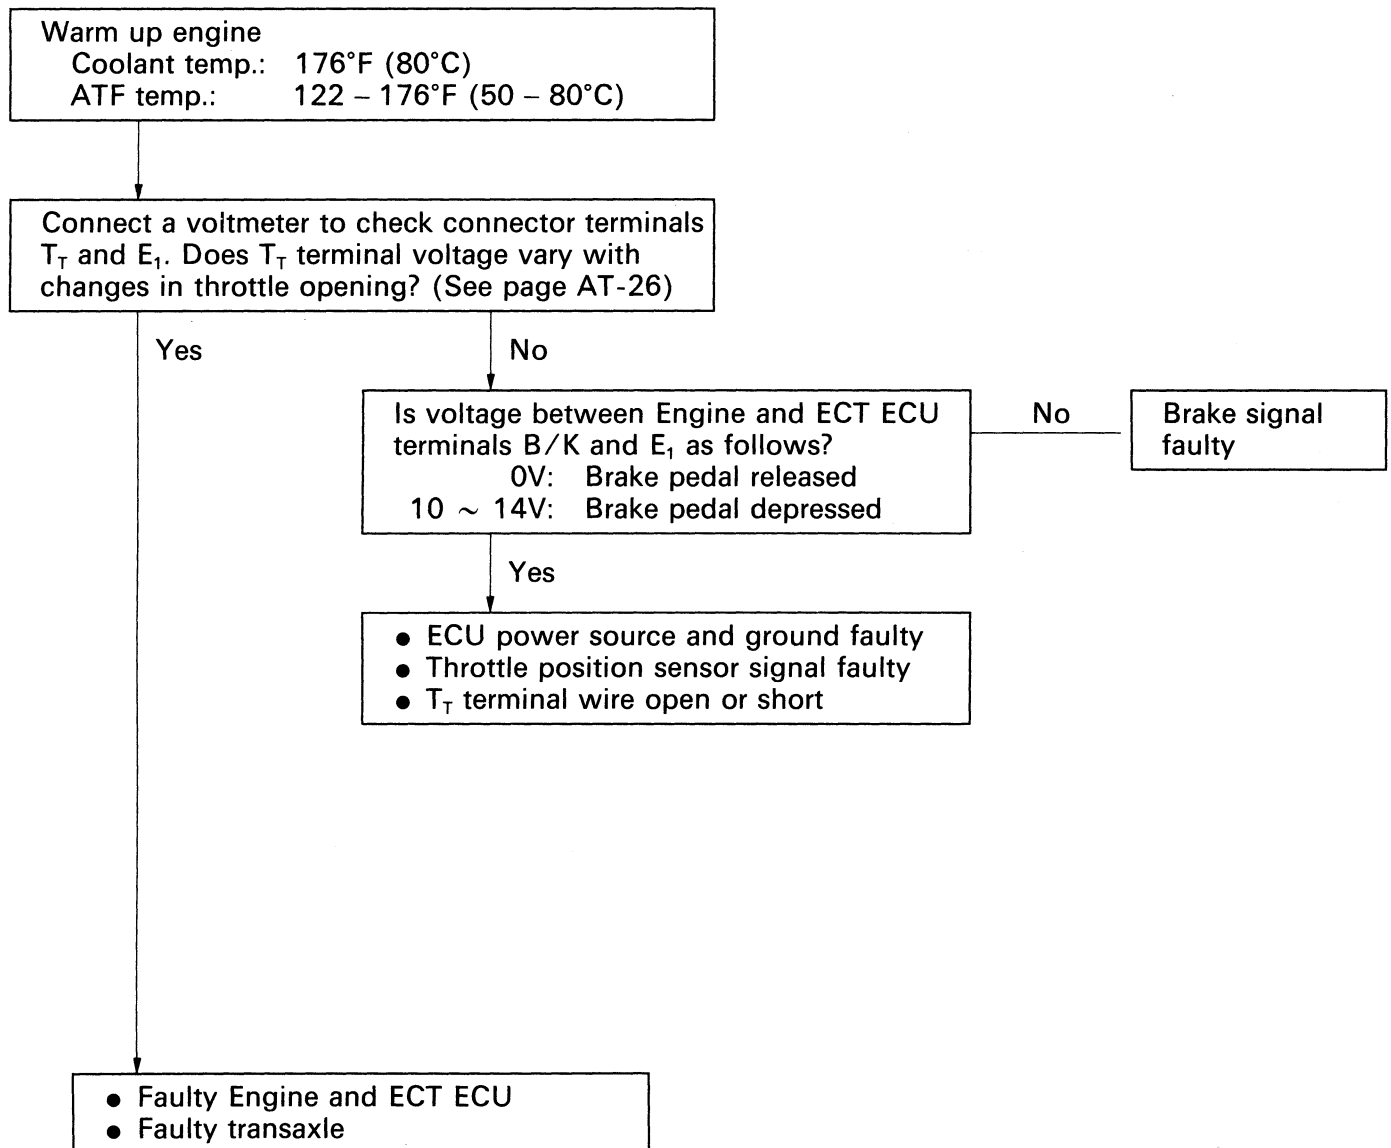 Warm up engine
Coolant temp.: 176°F (80°C)
ATF temp.: 122 – 176°F (50 – 80°C)
Connect a voltmeter to check connector terminals
T_T and E₁. Does T_T terminal voltage vary with
changes in throttle opening? (See page AT-26)
Yes
No
Is voltage between Engine and ECT ECU
terminals B/K and E₁ as follows?
0V: Brake pedal released
10 ~ 14V: Brake pedal depressed
No
Brake signal
faulty
Yes
● ECU power source and ground faulty
● Throttle position sensor signal faulty
● T_T terminal wire open or short
● Faulty Engine and ECT ECU
● Faulty transaxle